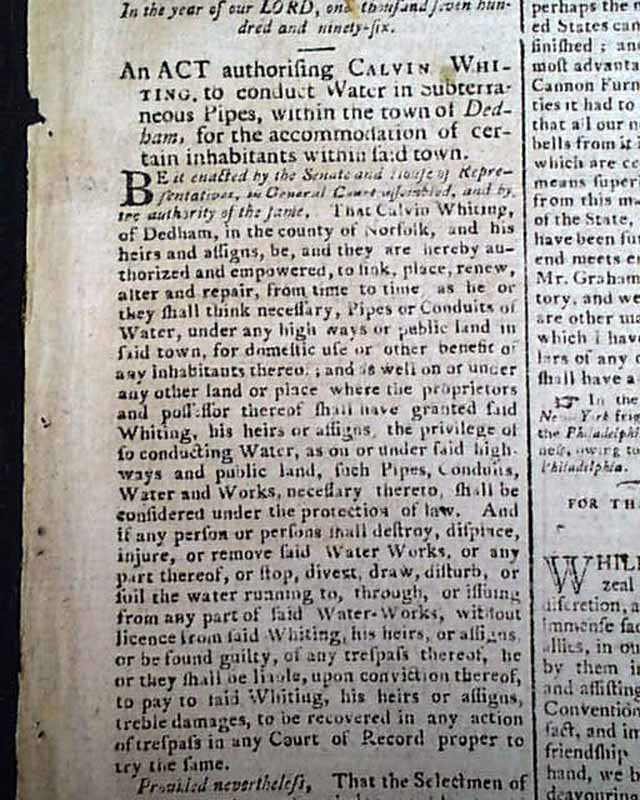 In the year of our LORD, one thousand ſeven hun-
dred and ninety-ſix.
An ACT authoriſing CALVIN WHI-
TING, to conduct Water in Subterra-
neous Pipes, within the town of Ded-
ham, for the accommodation of cer-
tain inhabitants within ſaid town.
BE it enacted by the Senate and Houſe of Repre-
ſentatives, in General Court aſſembled, and by
the authority of the ſame, That Calvin Whiting,
of Dedham, in the county of Norfolk, and his
heirs and aſſigns, be, and they are hereby au-
thorized and empowered, to ſink, place, renew,
alter and repair, from time to time, as he or
they ſhall think neceſſary, Pipes or Conduits of
Water, under any high ways or public land in
ſaid town, for domeſtic uſe or other benefit of
any inhabitants thereof; and as well on or under
any other land or place where the proprietors
and poſſeſſor thereof ſhall have granted ſaid
Whiting, his heirs or aſſigns, the privilege of
ſo conducting Water, as on or under ſaid high-
ways and public land, ſuch Pipes, Conduits,
Water and Works, neceſſary thereto, ſhall be
conſidered under the protection of law. And
if any perſon or perſons ſhall deſtroy, diſplace,
injure, or remove ſaid Water Works, or any
part thereof, or ſtop, divest, draw, diſturb, or
ſoil the water running to, through, or iſſuing
from any part of ſaid Water-Works, without
licence from ſaid Whiting, his heirs, or aſſigns,
or be found guilty, of any treſpaſs thereof, he
or they ſhall be liable, upon conviction thereof,
to pay to ſaid Whiting, his heirs or aſſigns,
treble damages, to be recovered in any action
of treſpaſs in any Court of Record proper to
try the ſame.
Provided nevertheleſs, That the Selectmen of
perhaps the
ed States can
finiſhed; and
moſt advanta
Cannon Furn
ties it had to
that all our n
bells from it
which are ce
means ſuperi
from this m
of the State,
have been fu
end meets e
Mr. Graham
tory, and we
are other ma
which I have
lars of any
ſhall have a
☞ In the
New York frig
the Philadelphi
neſs, owing to
Philadelphia.
FOR TH
WHIL
zeal
diſcretion,
immenſe ſac
allies, in ou
by them i
and aſſiſting
Convention
fact, and im
friendſhip
hand, we b
devouring